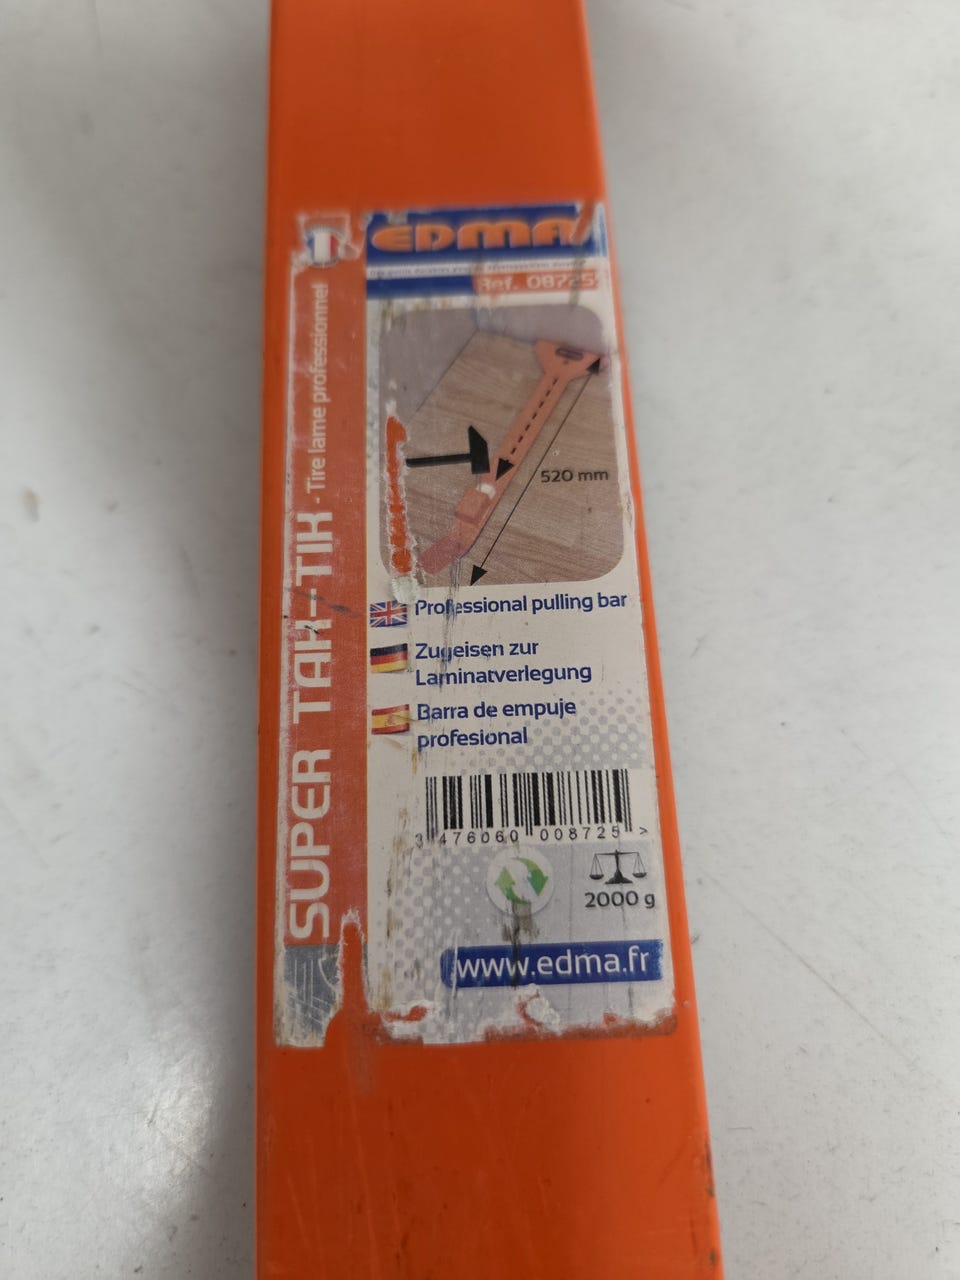 EDMA
Ref. 08725
SUPER TAK-TIK - Tire lame professionnel
520 mm
Professional pulling bar
Zugeisen zur
Laminatverlegung
Barra de empuje
profesional
3 476060 008725 >
2000 g
www.edma.fr